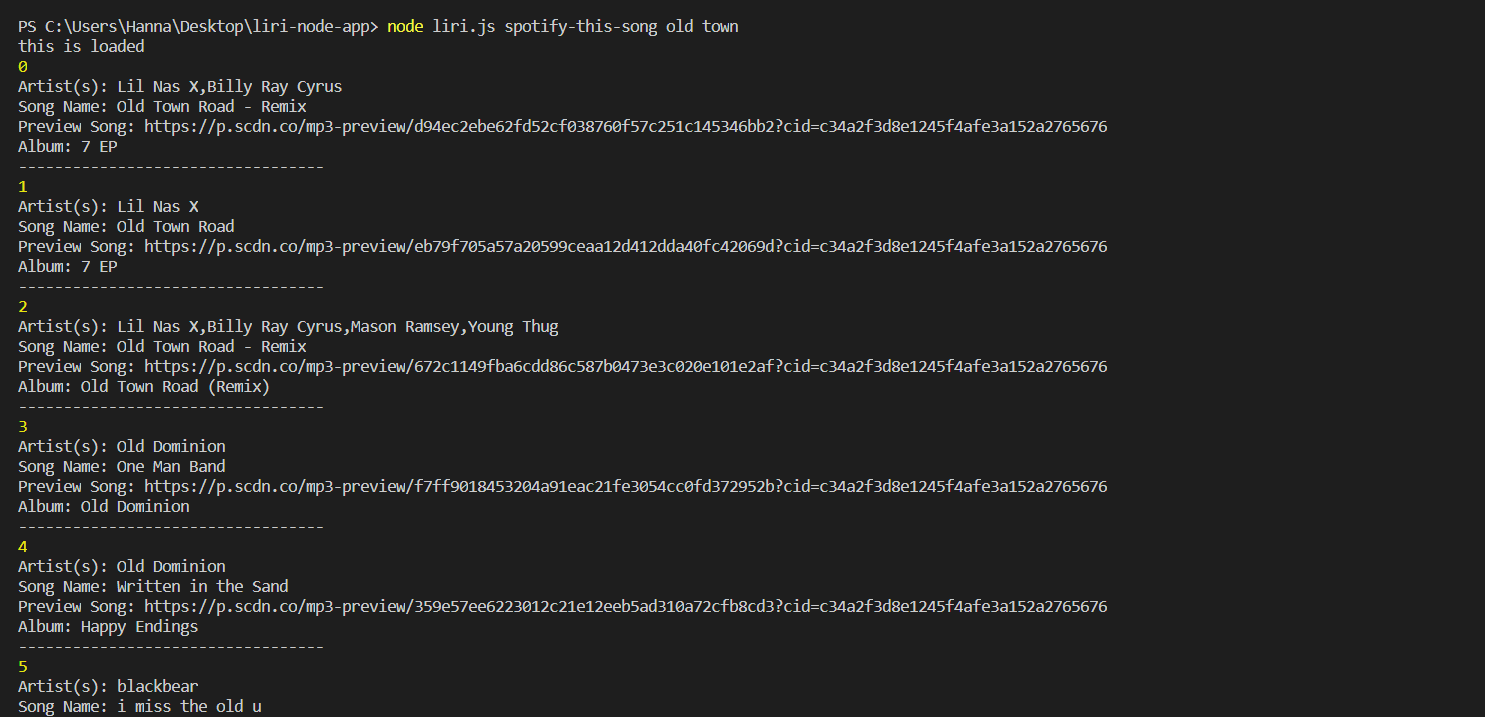 PS C:\Users\Hanna\Desktop\liri-node-app> node liri.js spotify-this-song old town
this is loaded
0
Artist(s): Lil Nas X,Billy Ray Cyrus
Song Name: Old Town Road - Remix
Preview Song: https://p.scdn.co/mp3-preview/d94ec2ebe62fd52cf038760f57c251c145346bb2?cid=c34a2f3d8e1245f4afe3a152a2765676
Album: 7 EP
----------------------------------
1
Artist(s): Lil Nas X
Song Name: Old Town Road
Preview Song: https://p.scdn.co/mp3-preview/eb79f705a57a20599ceaa12d412dda40fc42069d?cid=c34a2f3d8e1245f4afe3a152a2765676
Album: 7 EP
----------------------------------
2
Artist(s): Lil Nas X,Billy Ray Cyrus,Mason Ramsey,Young Thug
Song Name: Old Town Road - Remix
Preview Song: https://p.scdn.co/mp3-preview/672c1149fba6cdd86c587b0473e3c020e101e2af?cid=c34a2f3d8e1245f4afe3a152a2765676
Album: Old Town Road (Remix)
----------------------------------
3
Artist(s): Old Dominion
Song Name: One Man Band
Preview Song: https://p.scdn.co/mp3-preview/f7ff9018453204a91eac21fe3054cc0fd372952b?cid=c34a2f3d8e1245f4afe3a152a2765676
Album: Old Dominion
----------------------------------
4
Artist(s): Old Dominion
Song Name: Written in the Sand
Preview Song: https://p.scdn.co/mp3-preview/359e57ee6223012c21e12eeb5ad310a72cfb8cd3?cid=c34a2f3d8e1245f4afe3a152a2765676
Album: Happy Endings
----------------------------------
5
Artist(s): blackbear
Song Name: i miss the old u